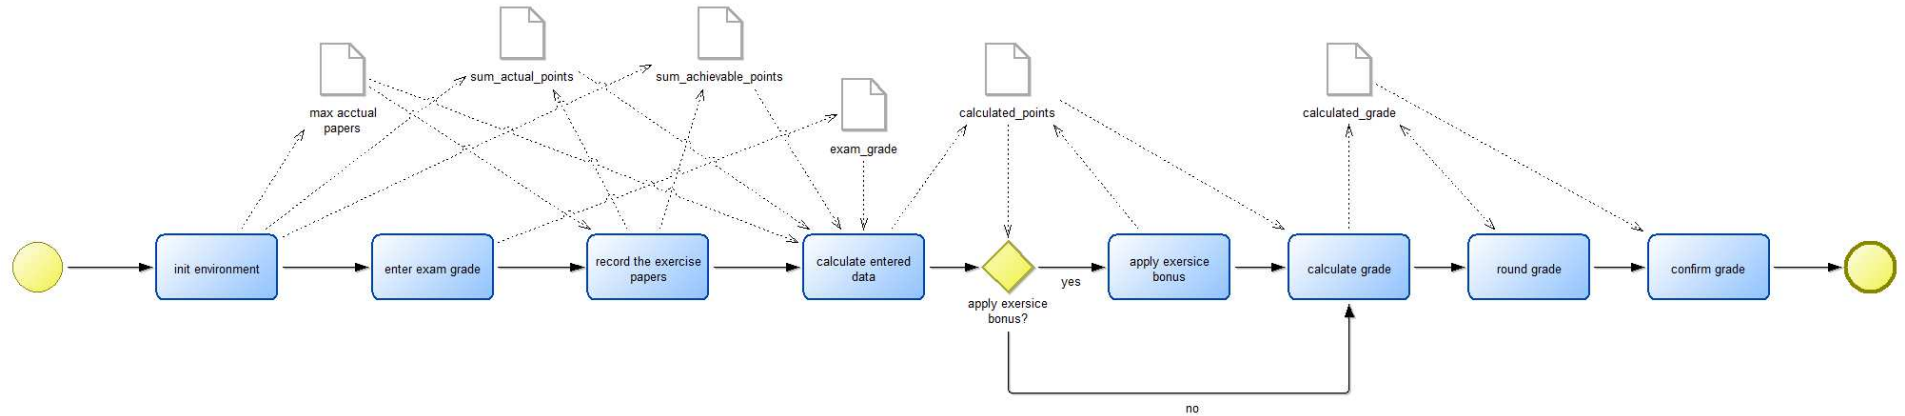 sum_actual_points
sum_achievable_points
max acctual
papers
calculated_points
calculated_grade
exam_grade
init environment
enter exam grade
record the exercise
papers
calculate entered
data
apply exersice
bonus?
yes
apply exersice
bonus
calculate grade
round grade
confirm grade
no